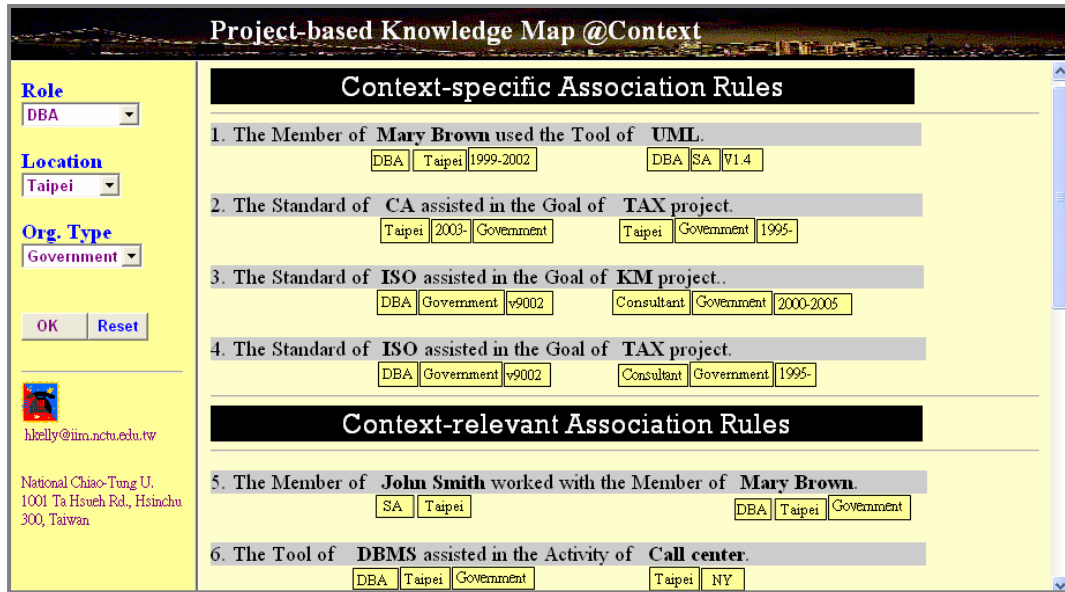 Project-based Knowledge Map @Context
Role
DBA
Location
Taipei
Org. Type
Government
OK Reset
hkelly@iim.nctu.edu.tw
National Chiao-Tung U.
1001 Ta Hsueh Rd., Hsinchu
300, Taiwan
Context-specific Association Rules
1. The Member of Mary Brown used the Tool of UML.
DBA Taipei 1999-2002 DBA SA V1.4
2. The Standard of CA assisted in the Goal of TAX project.
Taipei 2003- Government Taipei Government 1995-
3. The Standard of ISO assisted in the Goal of KM project..
DBA Government v9002 Consultant Government 2000-2005
4. The Standard of ISO assisted in the Goal of TAX project.
DBA Government v9002 Consultant Government 1995-
Context-relevant Association Rules
5. The Member of John Smith worked with the Member of Mary Brown.
SA Taipei DBA Taipei Government
6. The Tool of DBMS assisted in the Activity of Call center.
DBA Taipei Government Taipei NY